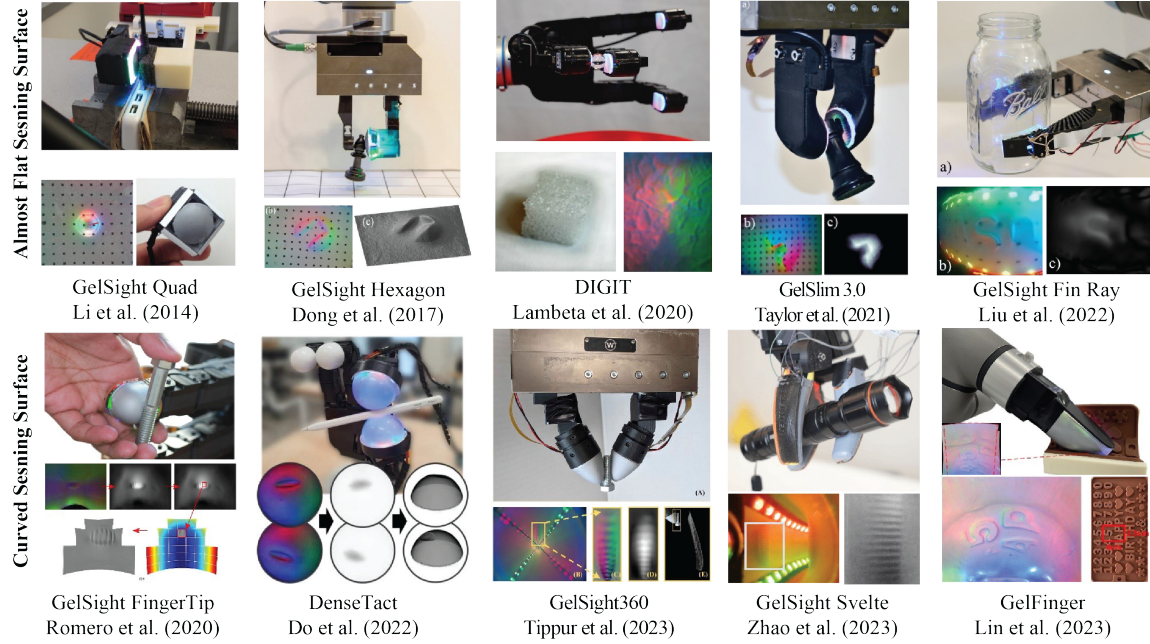 Almost Flat Sesning Surface
a)
Ball
a)
(b)
(c)
b)
c)
b)
c)
GelSight Quad
Li et al. (2014)
GelSight Hexagon
Dong et al. (2017)
DIGIT
Lambeta et al. (2020)
GelSlim 3.0
Taylor et al. (2021)
GelSight Fin Ray
Liu et al. (2022)
Curved Sesning Surface
W
(A)
(B)
(C)
(D)
(E)
GelSight FingerTip
Romero et al. (2020)
DenseTact
Do et al. (2022)
GelSight360
Tippur et al. (2023)
GelSight Svelte
Zhao et al. (2023)
GelFinger
Lin et al. (2023)